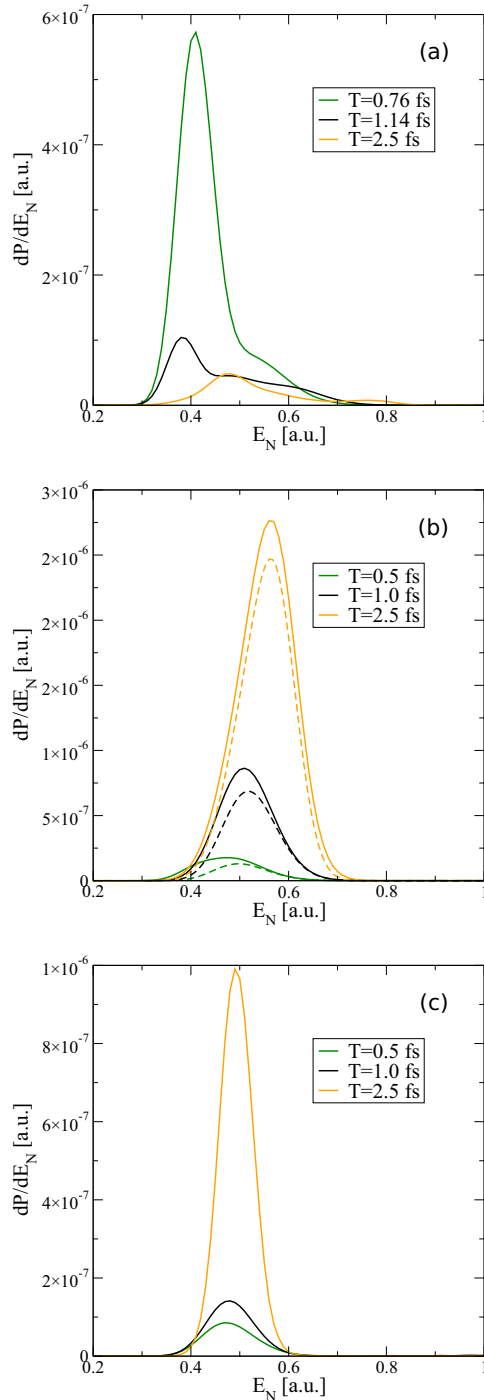 (a)
T=0.76 fs
T=1.14 fs
T=2.5 fs
6×10⁻⁷
4×10⁻⁷
2×10⁻⁷
0
dP/dE_N [a.u.]
0.2 0.4 0.6 0.8 1
E_N [a.u.]
(b)
T=0.5 fs
T=1.0 fs
T=2.5 fs
3×10⁻⁶
2×10⁻⁶
2×10⁻⁶
2×10⁻⁶
1×10⁻⁶
5×10⁻⁷
0
dP/dE_N [a.u.]
0.2 0.4 0.6 0.8 1
E_N [a.u.]
(c)
T=0.5 fs
T=1.0 fs
T=2.5 fs
1×10⁻⁶
8×10⁻⁷
6×10⁻⁷
4×10⁻⁷
2×10⁻⁷
0
dP/dE_N [a.u.]
0.2 0.4 0.6 0.8 1
E_N [a.u.]